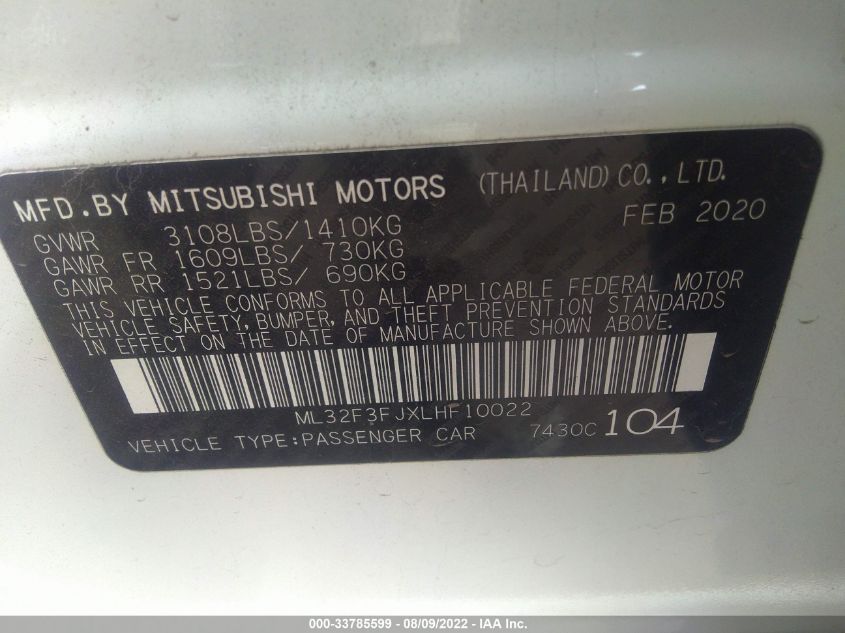 MFD.BY MITSUBISHI MOTORS (THAILAND) CO., LTD.
FEB 2020
GVWR 3108LBS/1410KG
GAWR FR 1609LBS/ 730KG
GAWR RR 1521LBS/ 690KG
THIS VEHICLE CONFORMS TO ALL APPLICABLE FEDERAL MOTOR
VEHICLE SAFETY, BUMPER, AND THEFT PREVENTION STANDARDS
IN EFFECT ON THE DATE OF MANUFACTURE SHOWN ABOVE.
ML32F3FJXLHF10022
VEHICLE TYPE:PASSENGER CAR 7430C 104
000-33785599 - 08/09/2022 - IAA Inc.